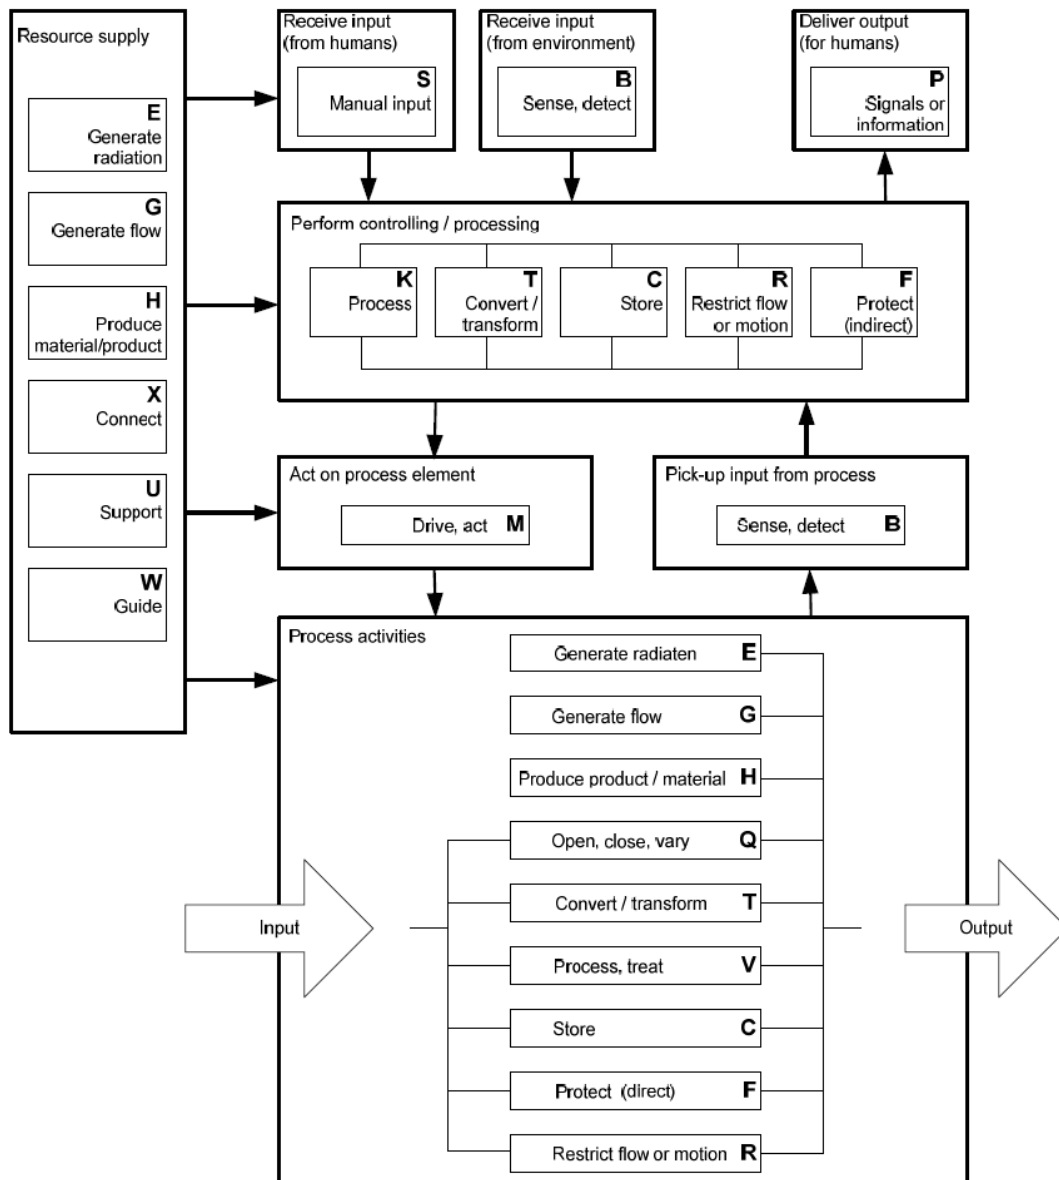 Resource supply
E
Generate
radiation
G
Generate flow
H
Produce
material/product
X
Connect
U
Support
W
Guide
Receive input
(from humans)
S
Manual input
Receive input
(from environment)
B
Sense, detect
Deliver output
(for humans)
P
Signals or
information
Perform controlling / processing
K
Process
T
Convert /
transform
C
Store
R
Restrict flow
or motion
F
Protect
(indirect)
Act on process element
Drive, act M
Pick-up input from process
Sense, detect B
Process activities
Generate radiaten E
Generate flow G
Produce product / material H
Open, close, vary Q
Convert / transform T
Process, treat V
Store C
Protect (direct) F
Restrict flow or motion R
Input
Output